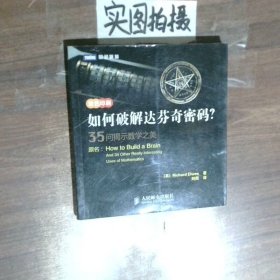 实图拍摄
如何破解达芬奇密码?
35问揭示数学之美
原名: How to Build a Brain
And 34 Other Really Interesting
Uses of Mathematics
[英] Richard Elwes 著
人民邮电出版社